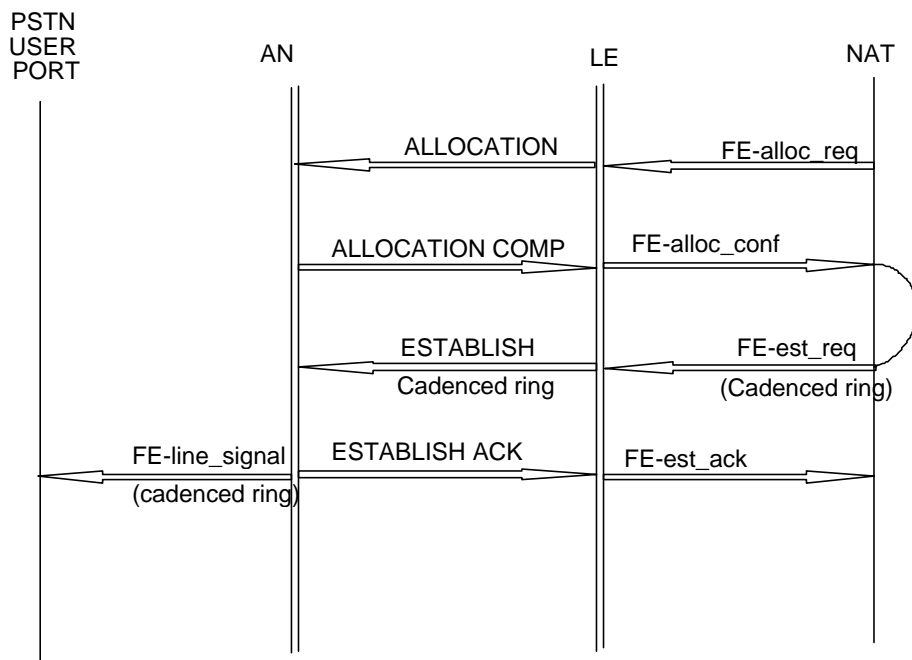 PSTN
USER
PORT
AN
LE
NAT
ALLOCATION
FE-alloc_req
ALLOCATION COMP
FE-alloc_conf
ESTABLISH
Cadenced ring
FE-est_req
(Cadenced ring)
FE-line_signal
(cadenced ring)
ESTABLISH ACK
FE-est_ack